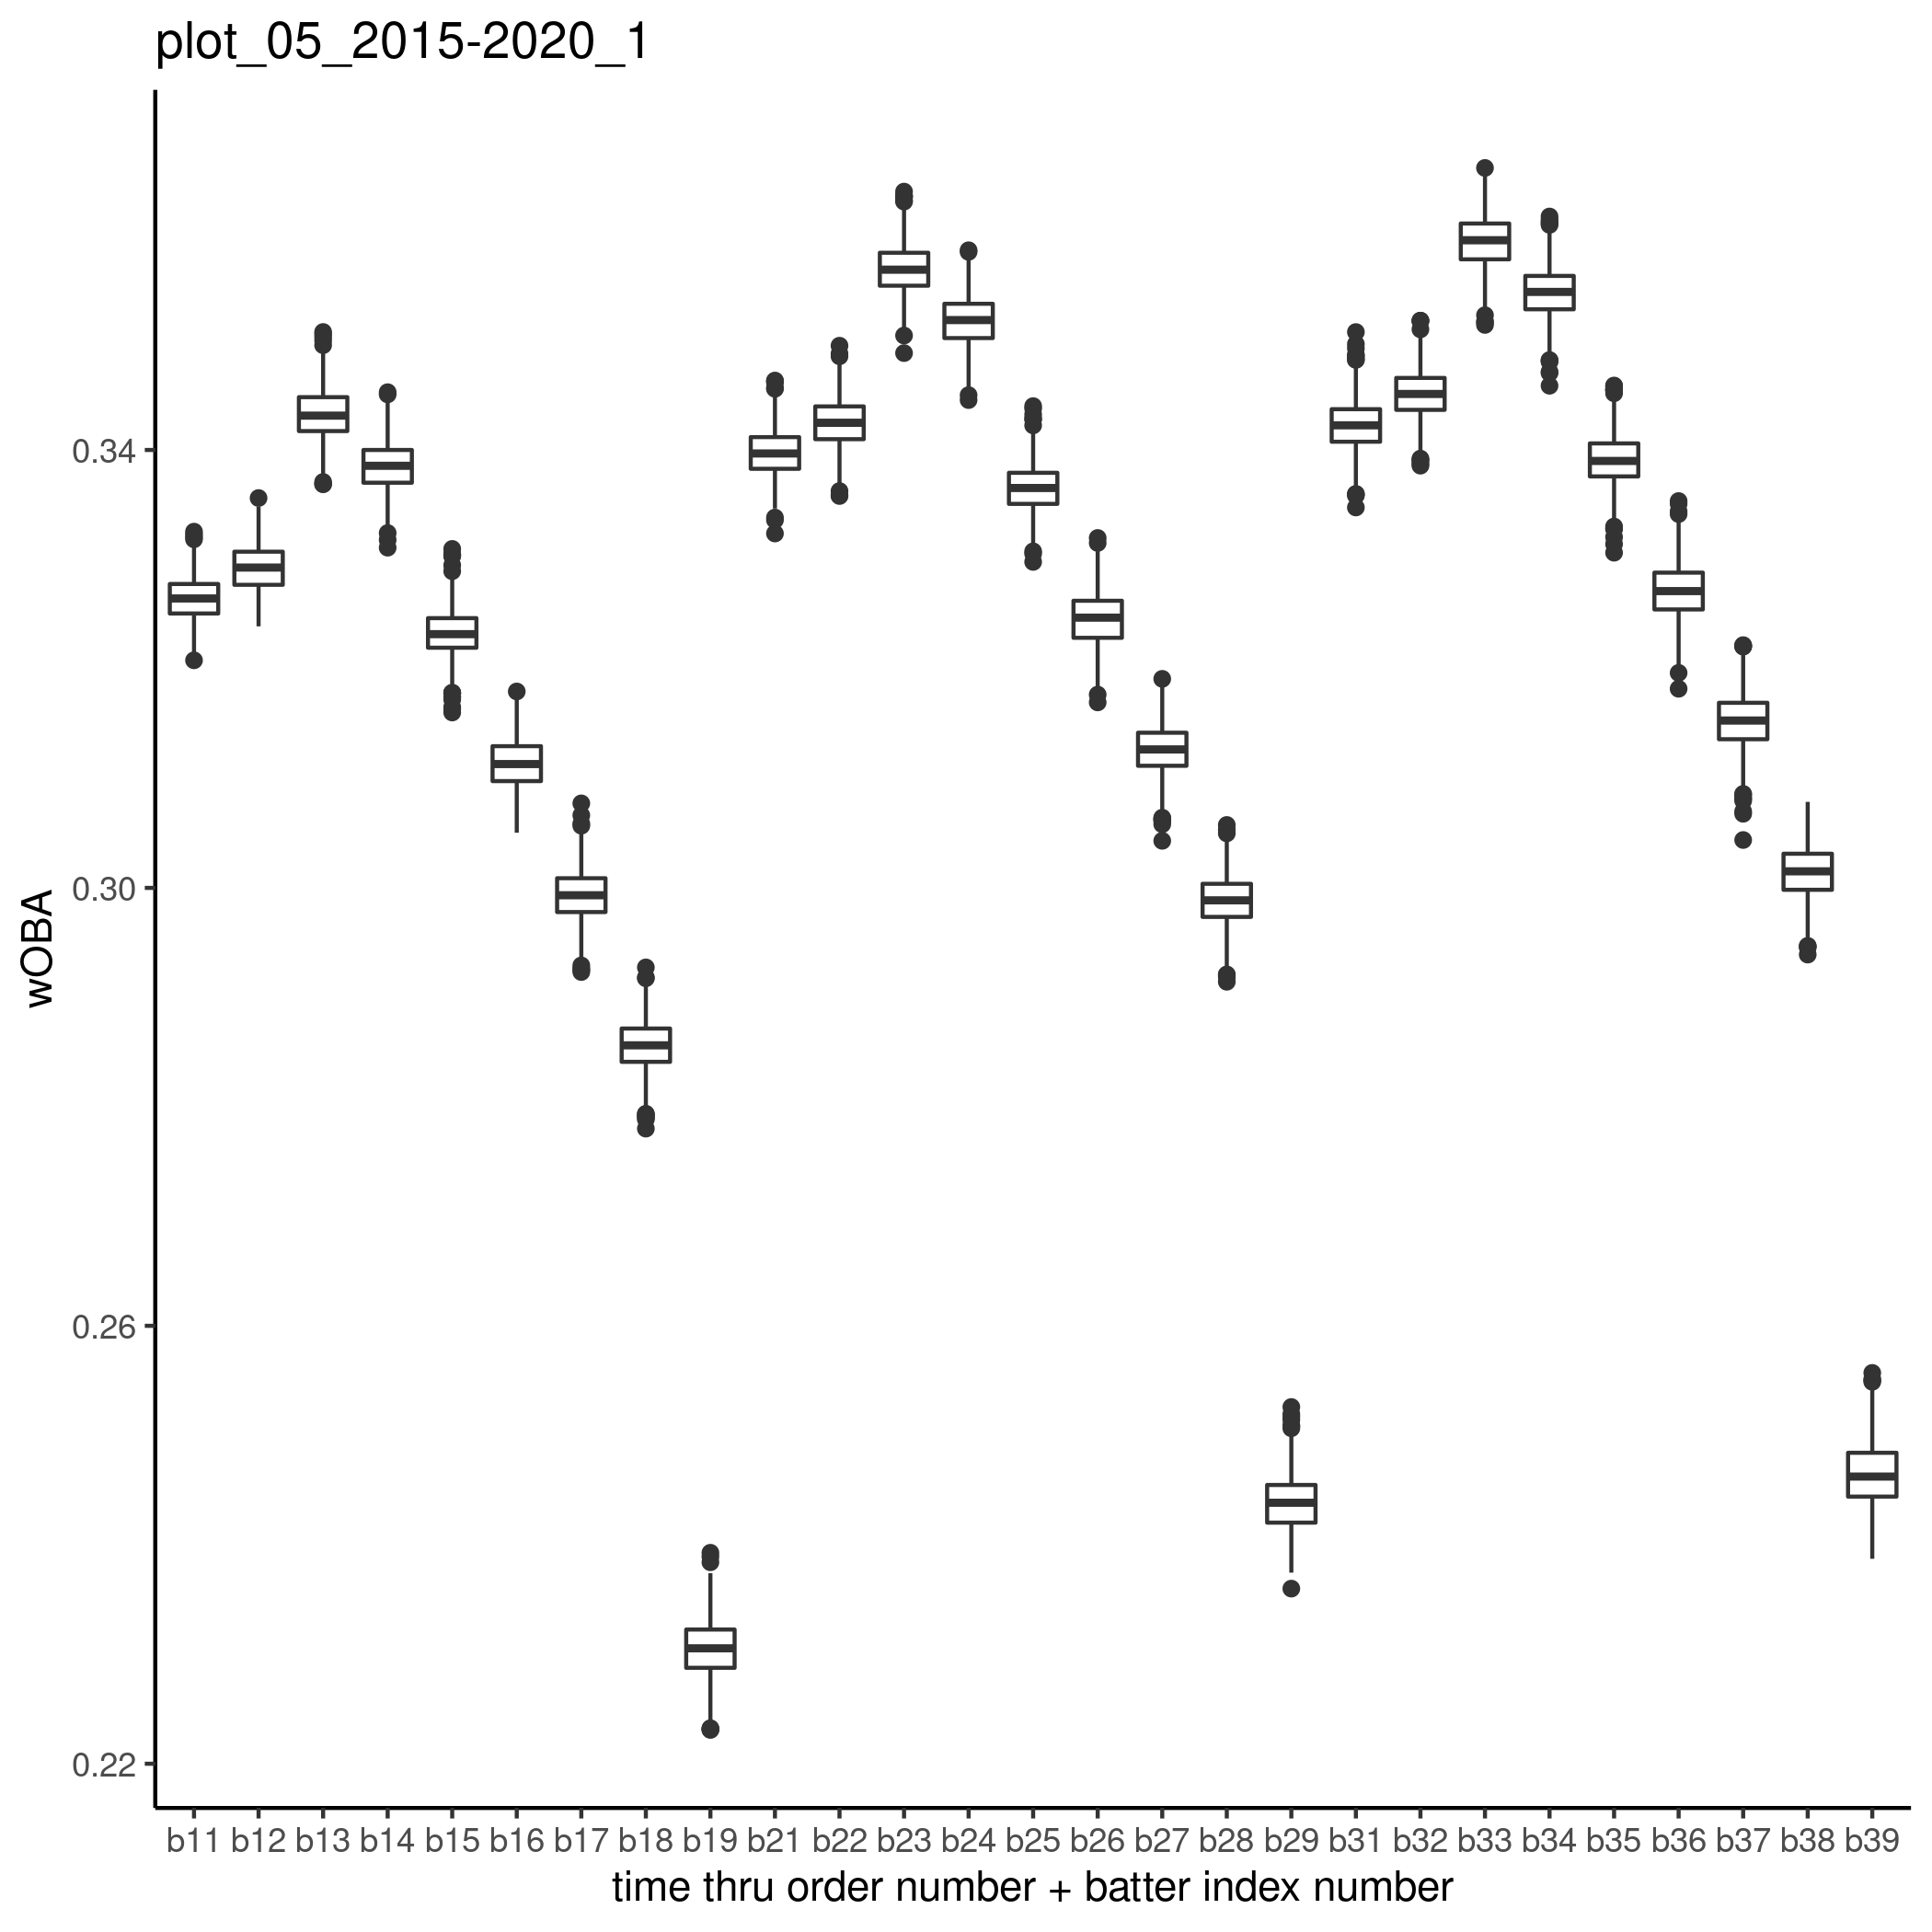 plot_05_2015-2020_1
wOBA
0.34
0.30
0.26
0.22
b11 b12 b13 b14 b15 b16 b17 b18 b19 b21 b22 b23 b24 b25 b26 b27 b28 b29 b31 b32 b33 b34 b35 b36 b37 b38 b39
time thru order number + batter index number